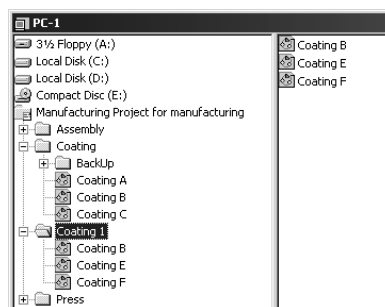 PC-1
3½ Floppy (A:)
Local Disk (C:)
Local Disk (D:)
Compact Disc (E:)
Manufacturing Project for manufacturing
Assembly
Coating
BackUp
Coating A
Coating B
Coating C
Coating 1
Coating B
Coating E
Coating F
Press
Coating B
Coating E
Coating F